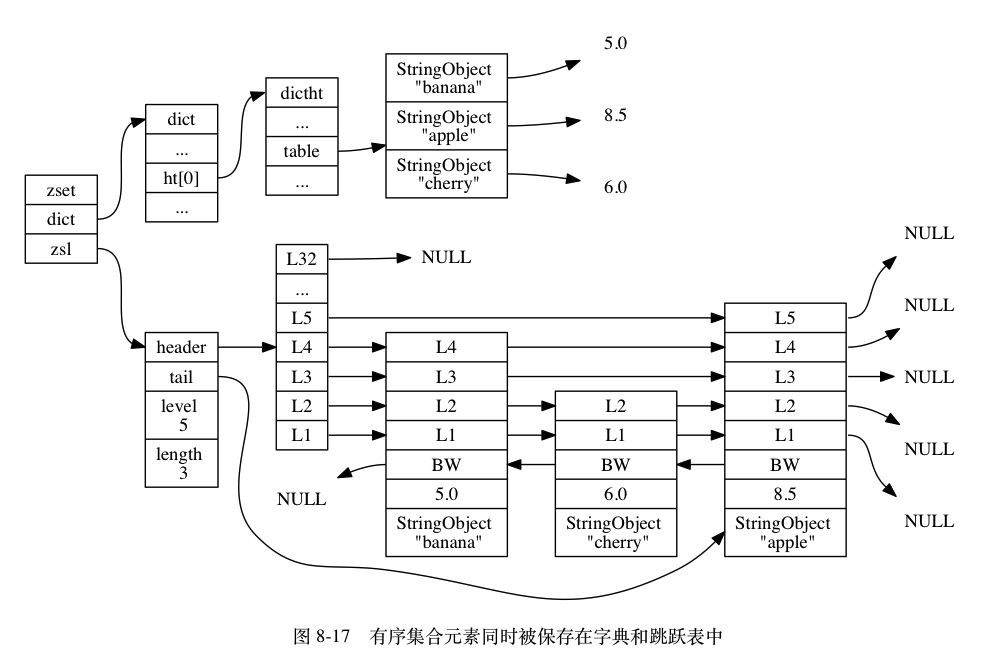 zset
dict
zsl
dict
...
ht[0]
...
dictht
...
table
...
StringObject
"banana"
StringObject
"apple"
StringObject
"cherry"
5.0
8.5
6.0
header
tail
level
5
length
3
L32
...
L5
L4
L3
L2
L1
NULL
NULL
L4
L3
L2
L1
BW
5.0
StringObject
"banana"
L2
L1
BW
6.0
StringObject
"cherry"
L5
L4
L3
L2
L1
BW
8.5
StringObject
"apple"
NULL
NULL
NULL
NULL
NULL
图 8-17 有序集合元素同时被保存在字典和跳跃表中